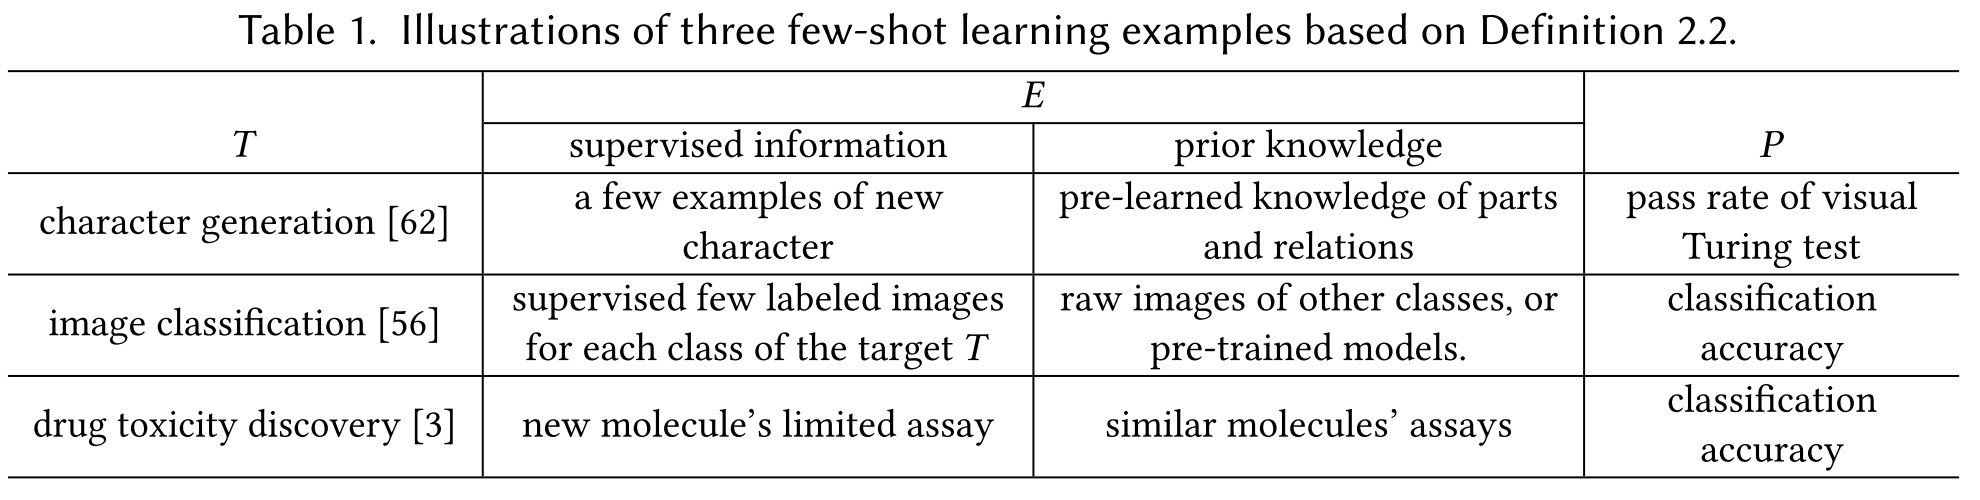 Table 1. Illustrations of three few-shot learning examples based on Definition 2.2.
E
T supervised information prior knowledge P
character generation [62] a few examples of new character pre-learned knowledge of parts and relations pass rate of visual Turing test
image classification [56] supervised few labeled images for each class of the target T raw images of other classes, or pre-trained models. classification accuracy
drug toxicity discovery [3] new molecule's limited assay similar molecules' assays classification accuracy